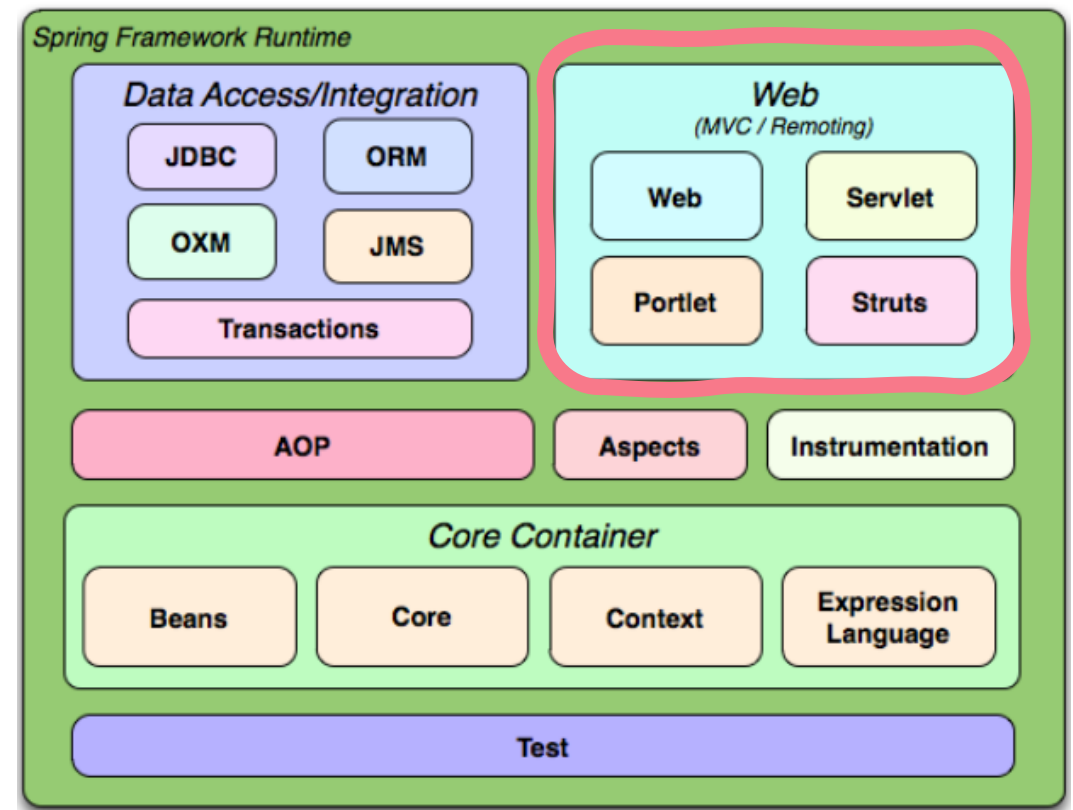 Spring Framework Runtime
Data Access/Integration
JDBC
ORM
OXM
JMS
Transactions
Web
(MVC / Remoting)
Web
Servlet
Portlet
Struts
AOP
Aspects
Instrumentation
Core Container
Beans
Core
Context
Expression
Language
Test